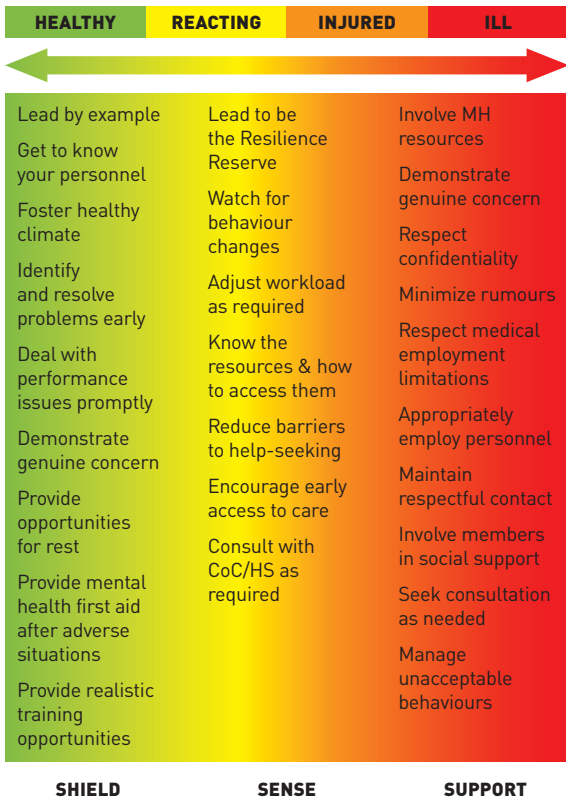 HEALTHY REACTING INJURED ILL
Lead by example
Get to know
your personnel
Foster healthy
climate
Identify
and resolve
problems early
Deal with
performance
issues promptly
Demonstrate
genuine concern
Provide
opportunities
for rest
Provide mental
health first aid
after adverse
situations
Provide realistic
training
opportunities
Lead to be
the Resilience
Reserve
Watch for
behaviour
changes
Adjust workload
as required
Know the
resources & how
to access them
Reduce barriers
to help-seeking
Encourage early
access to care
Consult with
CoC/HS as
required
Involve MH
resources
Demonstrate
genuine concern
Respect
confidentiality
Minimize rumours
Respect medical
employment
limitations
Appropriately
employ personnel
Maintain
respectful contact
Involve members
in social support
Seek consultation
as needed
Manage
unacceptable
behaviours
SHIELD SENSE SUPPORT